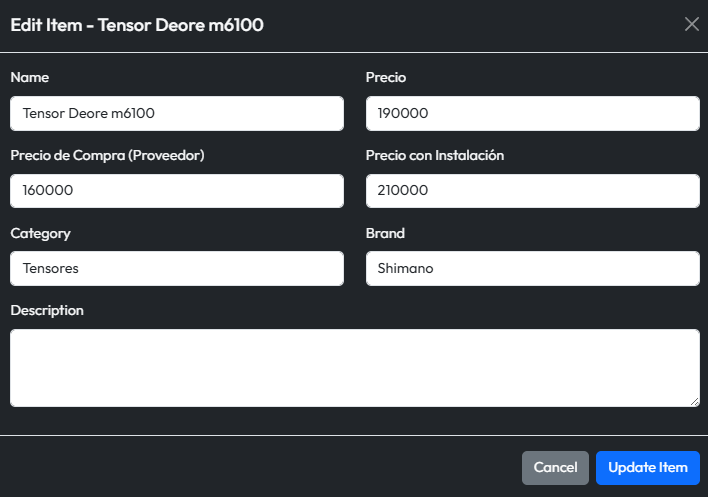 Edit Item - Tensor Deore m6100
Name
Precio
Tensor Deore m6100
190000
Precio de Compra (Proveedor)
Precio con Instalación
160000
210000
Category
Brand
Tensores
Shimano
Description
Cancel
Update Item